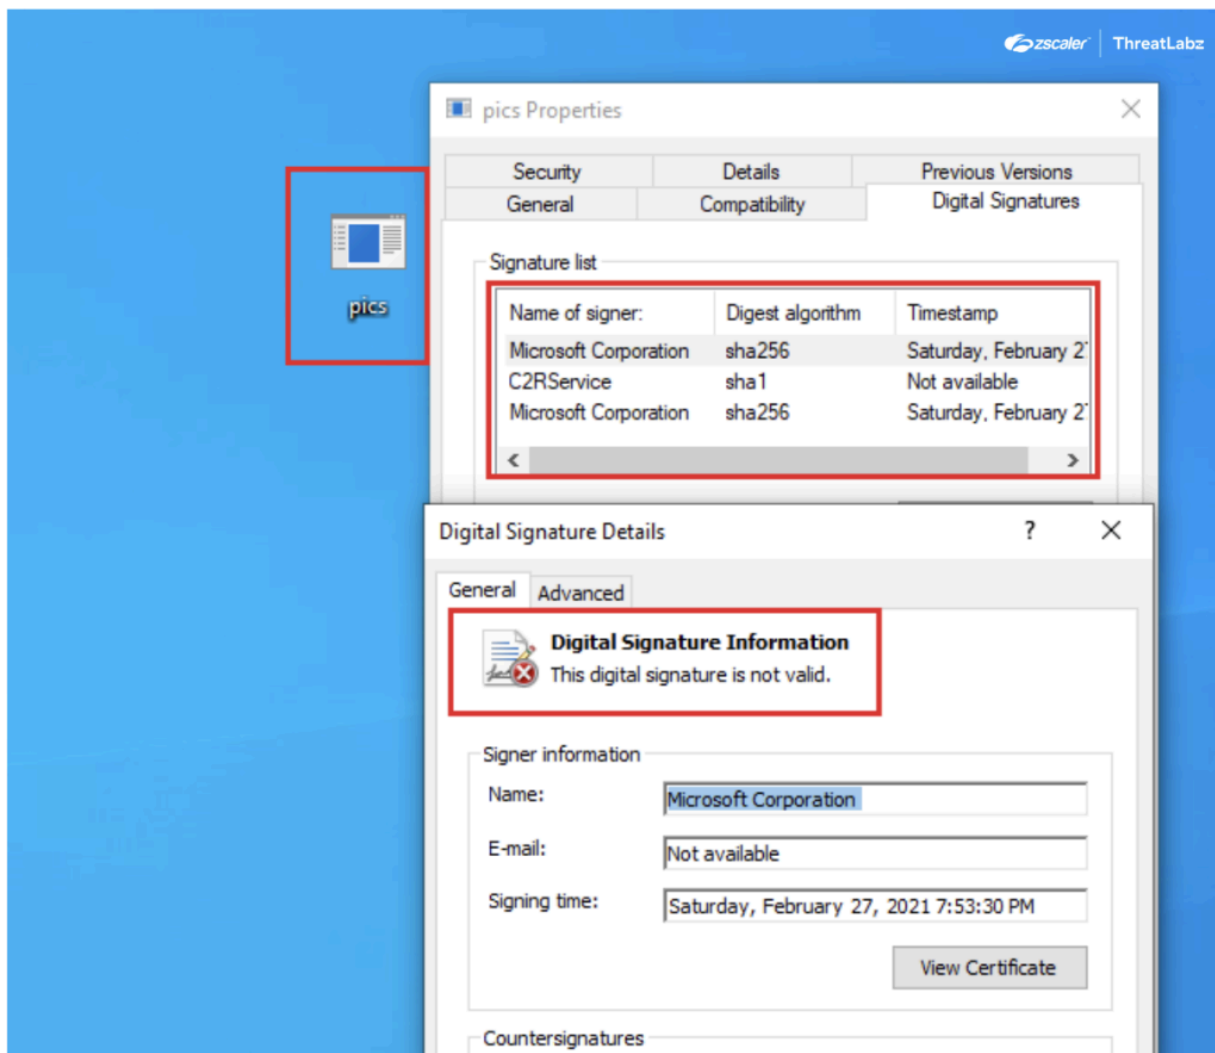 zscaler ThreatLabz
pics
pics Properties
Security Details Previous Versions
General Compatibility Digital Signatures
Signature list
Name of signer: Digest algorithm Timestamp
Microsoft Corporation sha256 Saturday, February 2
C2RService sha1 Not available
Microsoft Corporation sha256 Saturday, February 2
Digital Signature Details ?
General Advanced
Digital Signature Information
This digital signature is not valid.
Signer information
Name: Microsoft Corporation
E-mail: Not available
Signing time: Saturday, February 27, 2021 7:53:30 PM
View Certificate
Countersignatures